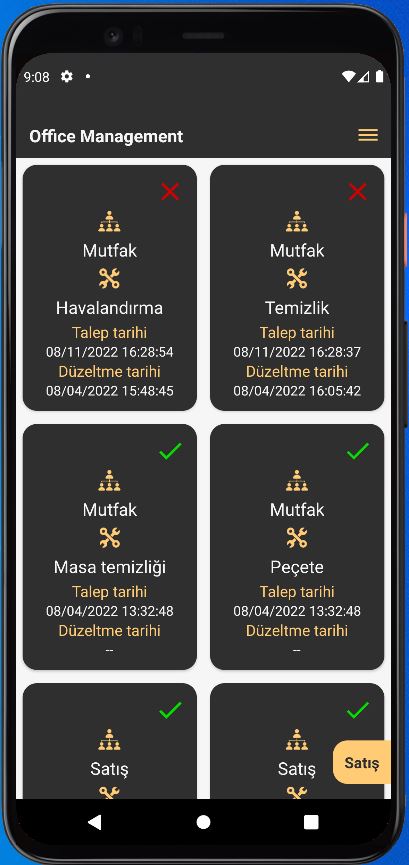 9:08
Office Management
Mutfak
Havalandırma
Talep tarihi
08/11/2022 16:28:54
Düzeltme tarihi
08/04/2022 15:48:45
Mutfak
Temizlik
Talep tarihi
08/11/2022 16:28:37
Düzeltme tarihi
08/04/2022 16:05:42
Mutfak
Masa temizliği
Talep tarihi
08/04/2022 13:32:48
Düzeltme tarihi
--
Mutfak
Peçete
Talep tarihi
08/04/2022 13:32:48
Düzeltme tarihi
--
Satış
Satış
Satış